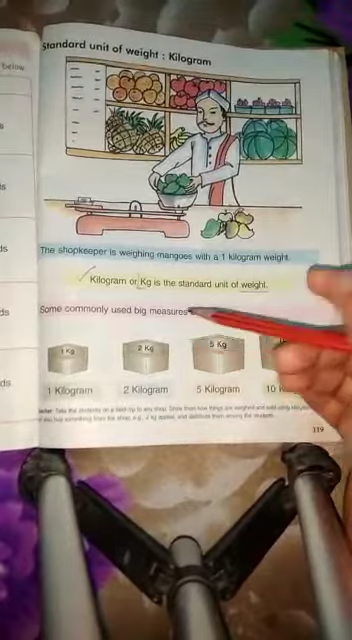 below
Standard unit of weight : Kilogram
The shopkeeper is weighing mangoes with a 1 kilogram weight.
Kilogram or Kg is the standard unit of weight.
Some commonly used big measures
1 Kg
2 Kg
5 Kg
1 Kilogram
2 Kilogram
5 Kilogram
10
119